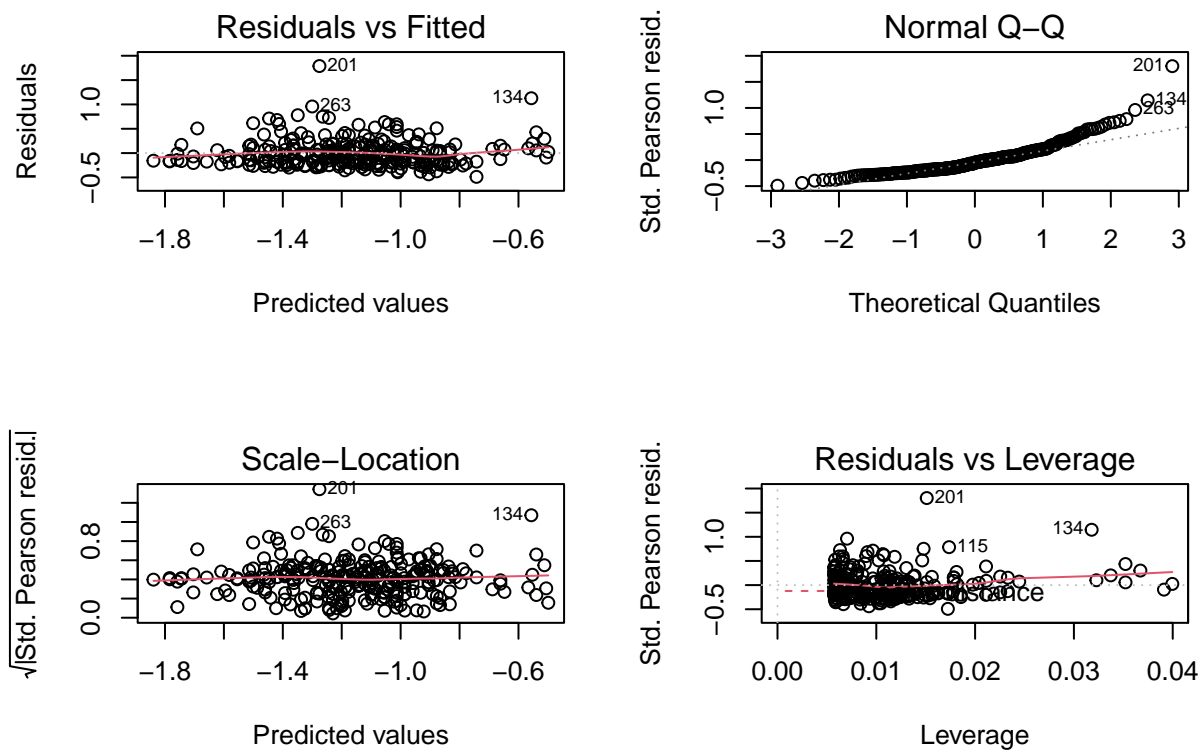 Residuals vs Fitted
Residuals
1.0
−0.5
201
263
134
−1.8 −1.4 −1.0 −0.6
Predicted values
Normal Q−Q
Std. Pearson resid.
1.0
−0.5
201
134
263
−3 −2 −1 0 1 2 3
Theoretical Quantiles
Scale−Location
√|Std. Pearson resid.|
0.8
0.0
201
263
134
−1.8 −1.4 −1.0 −0.6
Predicted values
Residuals vs Leverage
Std. Pearson resid.
1.0
−0.5
201
134
115
0.00 0.01 0.02 0.03 0.04
Leverage